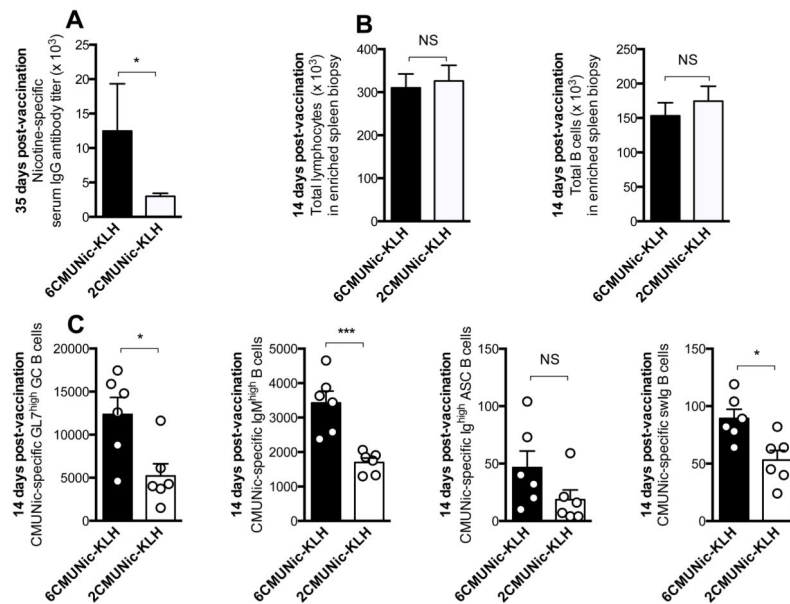 A
35 days post-vaccination
Nicotine-specific
serum IgG antibody titer (x 10³)
25
20
15
10
5
0
*
6CMUNic-KLH
2CMUNic-KLH
B
14 days post-vaccination
Total lymphocytes (x 10³)
in enriched spleen biopsy
400
300
200
100
0
NS
6CMUNic-KLH
2CMUNic-KLH
14 days post-vaccination
Total B cells (x 10³)
in enriched spleen biopsy
250
200
150
100
50
0
NS
6CMUNic-KLH
2CMUNic-KLH
C
14 days post-vaccination
CMUNic-specific GL7ʰⁱᵍʰ GC B cells
20000
15000
10000
5000
0
*
6CMUNic-KLH
2CMUNic-KLH
14 days post-vaccination
CMUNic-specific IgMʰⁱᵍʰ B cells
5000
4000
3000
2000
1000
0
***
6CMUNic-KLH
2CMUNic-KLH
14 days post-vaccination
CMUNic-specific Igʰⁱᵍʰ ASC B cells
150
100
50
0
NS
6CMUNic-KLH
2CMUNic-KLH
14 days post-vaccination
CMUNic-specific swIg B cells
150
100
50
0
*
6CMUNic-KLH
2CMUNic-KLH